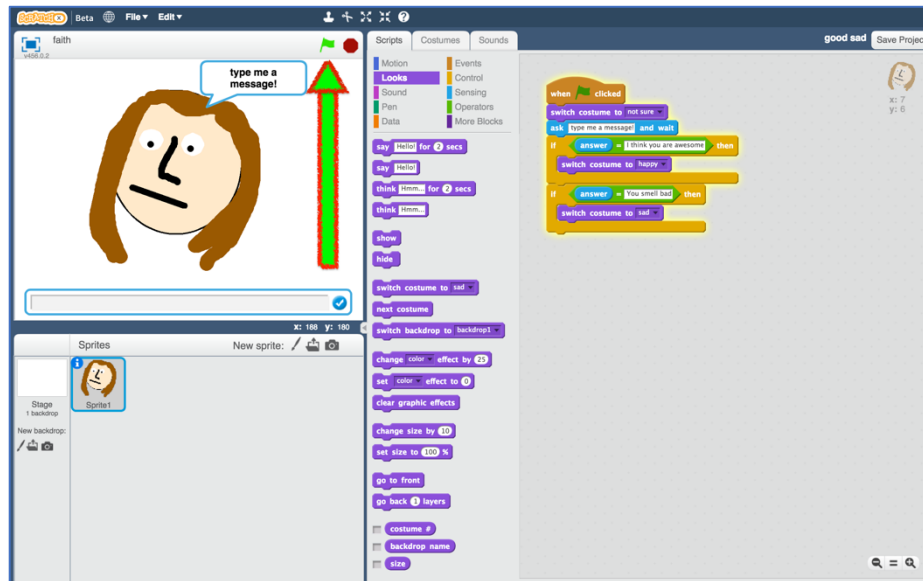 SCRATCHX
Beta File Edit
faith
v456.0.2
type me a
message!
x: 188 y: 180
Sprites New sprite:
Stage
1 backdrop
New backdrop:
Sprite1
Scripts Costumes Sounds
Motion Events
Looks Control
Sound Sensing
Pen Operators
Data More Blocks
say Hello! for 2 secs
say Hello!
think Hmm... for 2 secs
think Hmm...
show
hide
switch costume to sad
next costume
switch backdrop to backdrop1
change color effect by 25
set color effect to 0
clear graphic effects
change size by 10
set size to 100 %
go to front
go back 1 layers
costume #
backdrop name
size
good sad Save Projec
x: 7
y: 6
when clicked
switch costume to not sure
ask type me a message! and wait
if answer = I think you are awesome then
switch costume to happy
if answer = You smell bad then
switch costume to sad